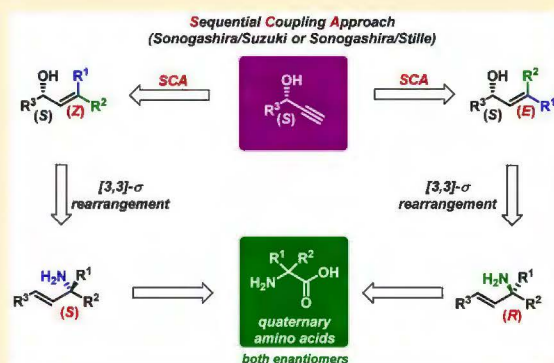 Sequential Coupling Approach
(Sonogashira/Suzuki or Sonogashira/Stille)
OH R¹
R³ R²
(S) (Z)
SCA
OH
R³
(S)
SCA
OH R²
R³ R¹
(S) (E)
[3,3]-σ
rearrangement
[3,3]-σ
rearrangement
H₂N R¹
R³ R²
(S)
R¹ R²
H₂N OH
O
quaternary
amino acids
both enantiomers
H₂N R¹
R³ R²
(R)